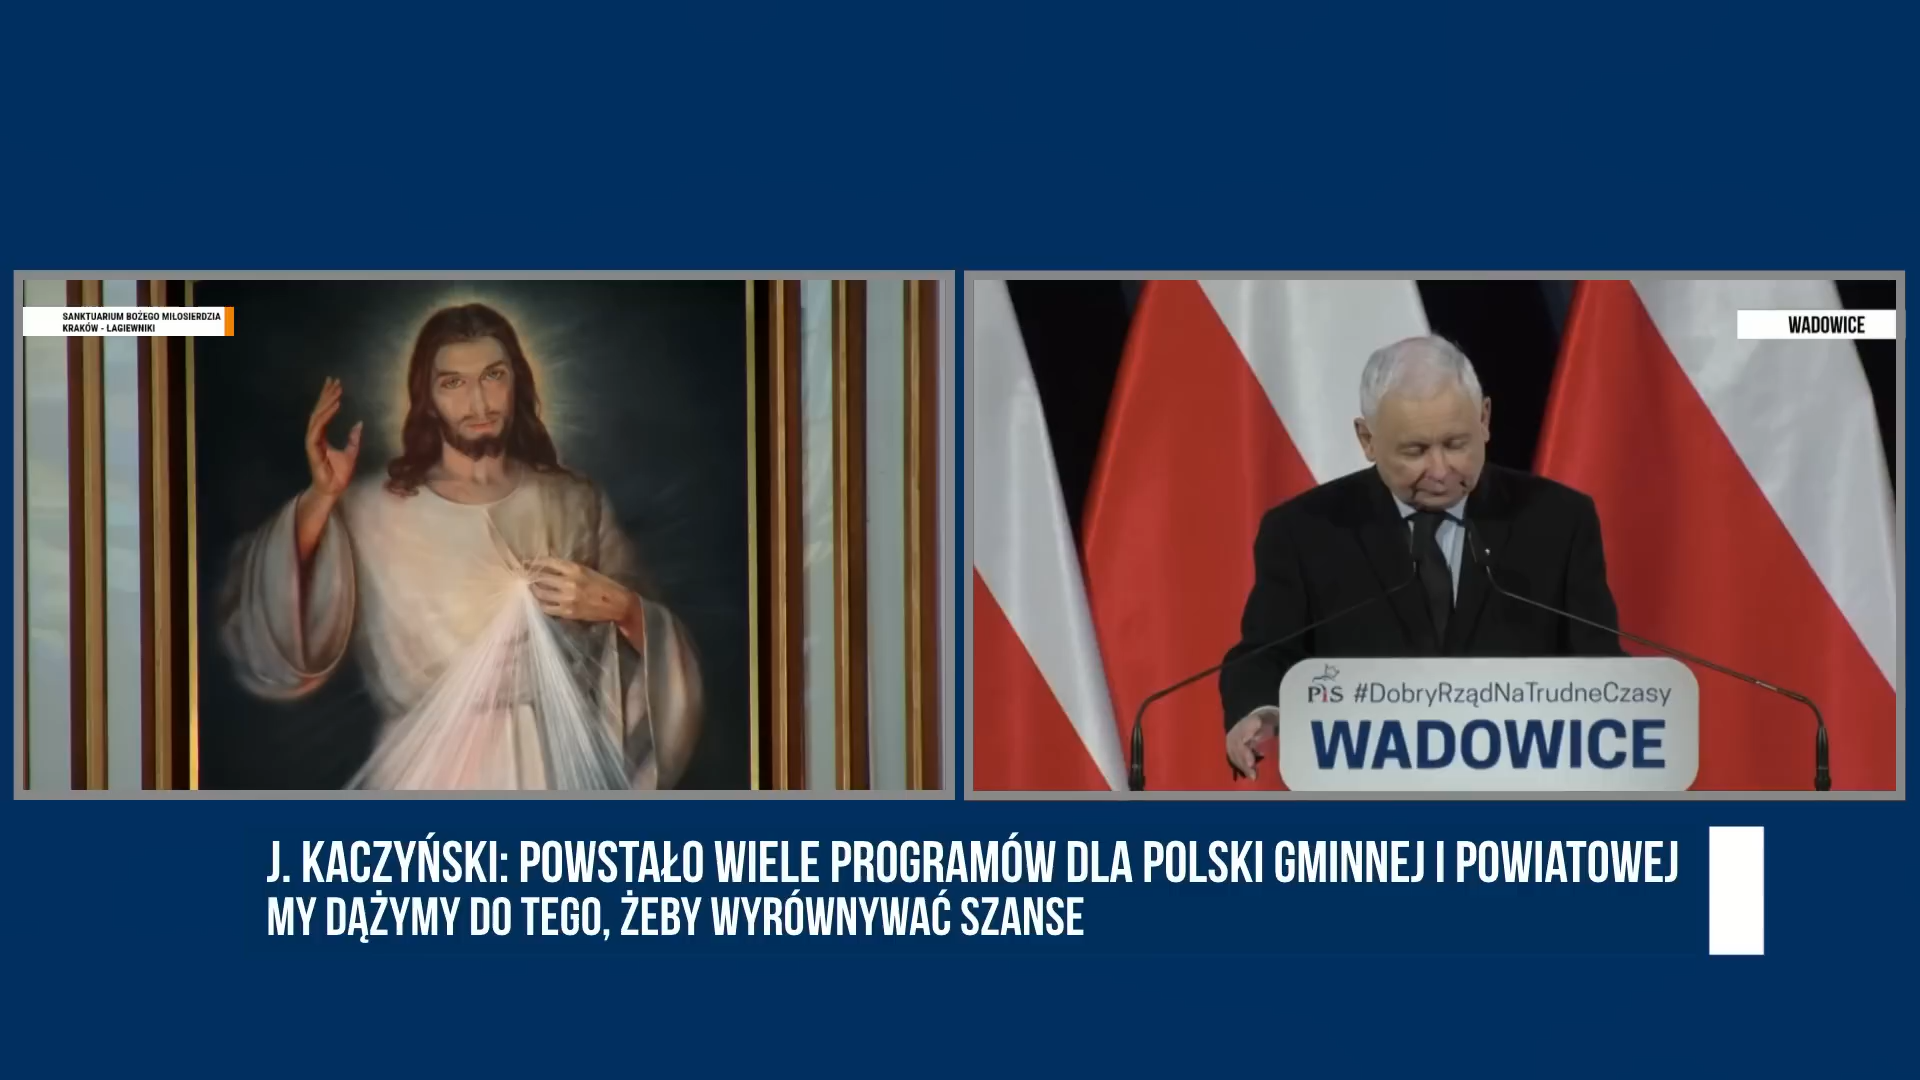 SANKTUARIUM BOŻEGO MIŁOSIERDZIA
KRAKÓW - ŁAGIEWNIKI
WADOWICE
PiS #DobryRządNaTrudneCzasy
WADOWICE
J. KACZYŃSKI: POWSTAŁO WIELE PROGRAMÓW DLA POLSKI GMINNEJ I POWIATOWEJ
MY DĄŻYMY DO TEGO, ŻEBY WYRÓWNYWAĆ SZANSE